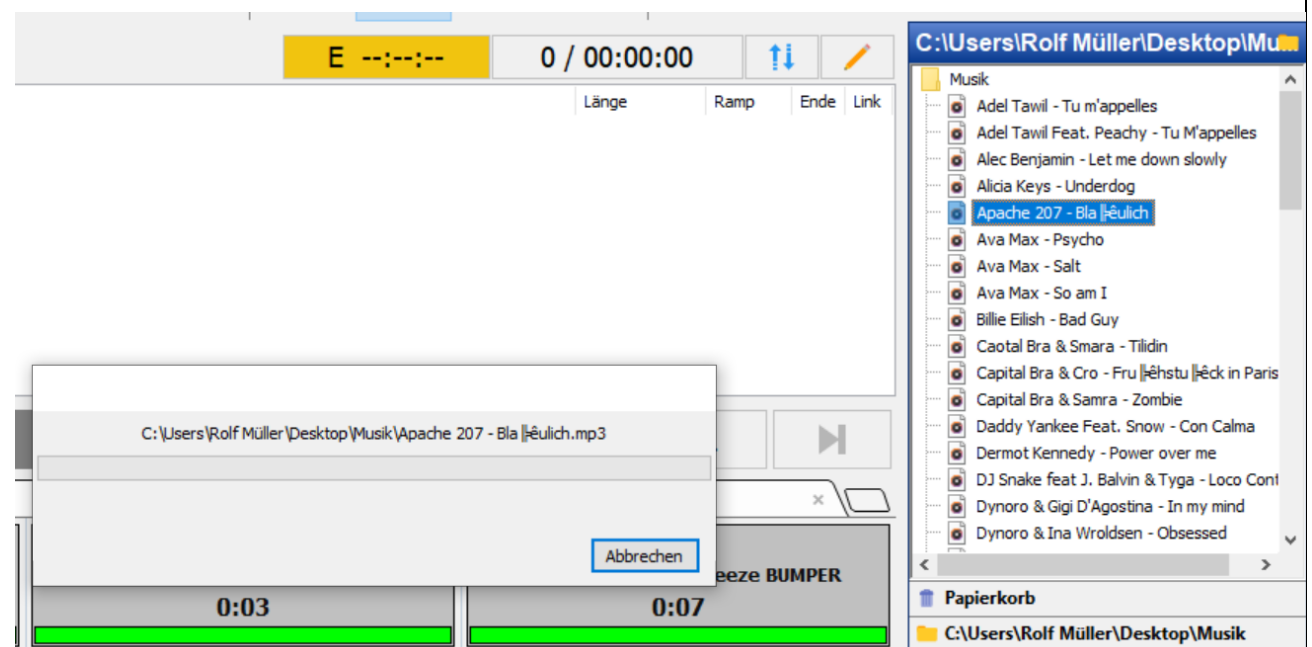 E --:--:-- 0 / 00:00:00
Länge Ramp Ende Link
C:\Users\Rolf Müller\Desktop\Musik\Apache 207 - Bla╠êulich.mp3
Abbrechen
eeze BUMPER
0:03 0:07
C:\Users\Rolf Müller\Desktop\Mu
Musik
Adel Tawil - Tu m'appelles
Adel Tawil Feat. Peachy - Tu M'appelles
Alec Benjamin - Let me down slowly
Alicia Keys - Underdog
Apache 207 - Bla╠êulich
Ava Max - Psycho
Ava Max - Salt
Ava Max - So am I
Billie Eilish - Bad Guy
Caotal Bra & Smara - Tilidin
Capital Bra & Cro - Fru╠êhstu╠êck in Paris
Capital Bra & Samra - Zombie
Daddy Yankee Feat. Snow - Con Calma
Dermot Kennedy - Power over me
DJ Snake feat J. Balvin & Tyga - Loco Cont
Dynoro & Gigi D'Agostina - In my mind
Dynoro & Ina Wroldsen - Obsessed
Papierkorb
C:\Users\Rolf Müller\Desktop\Musik